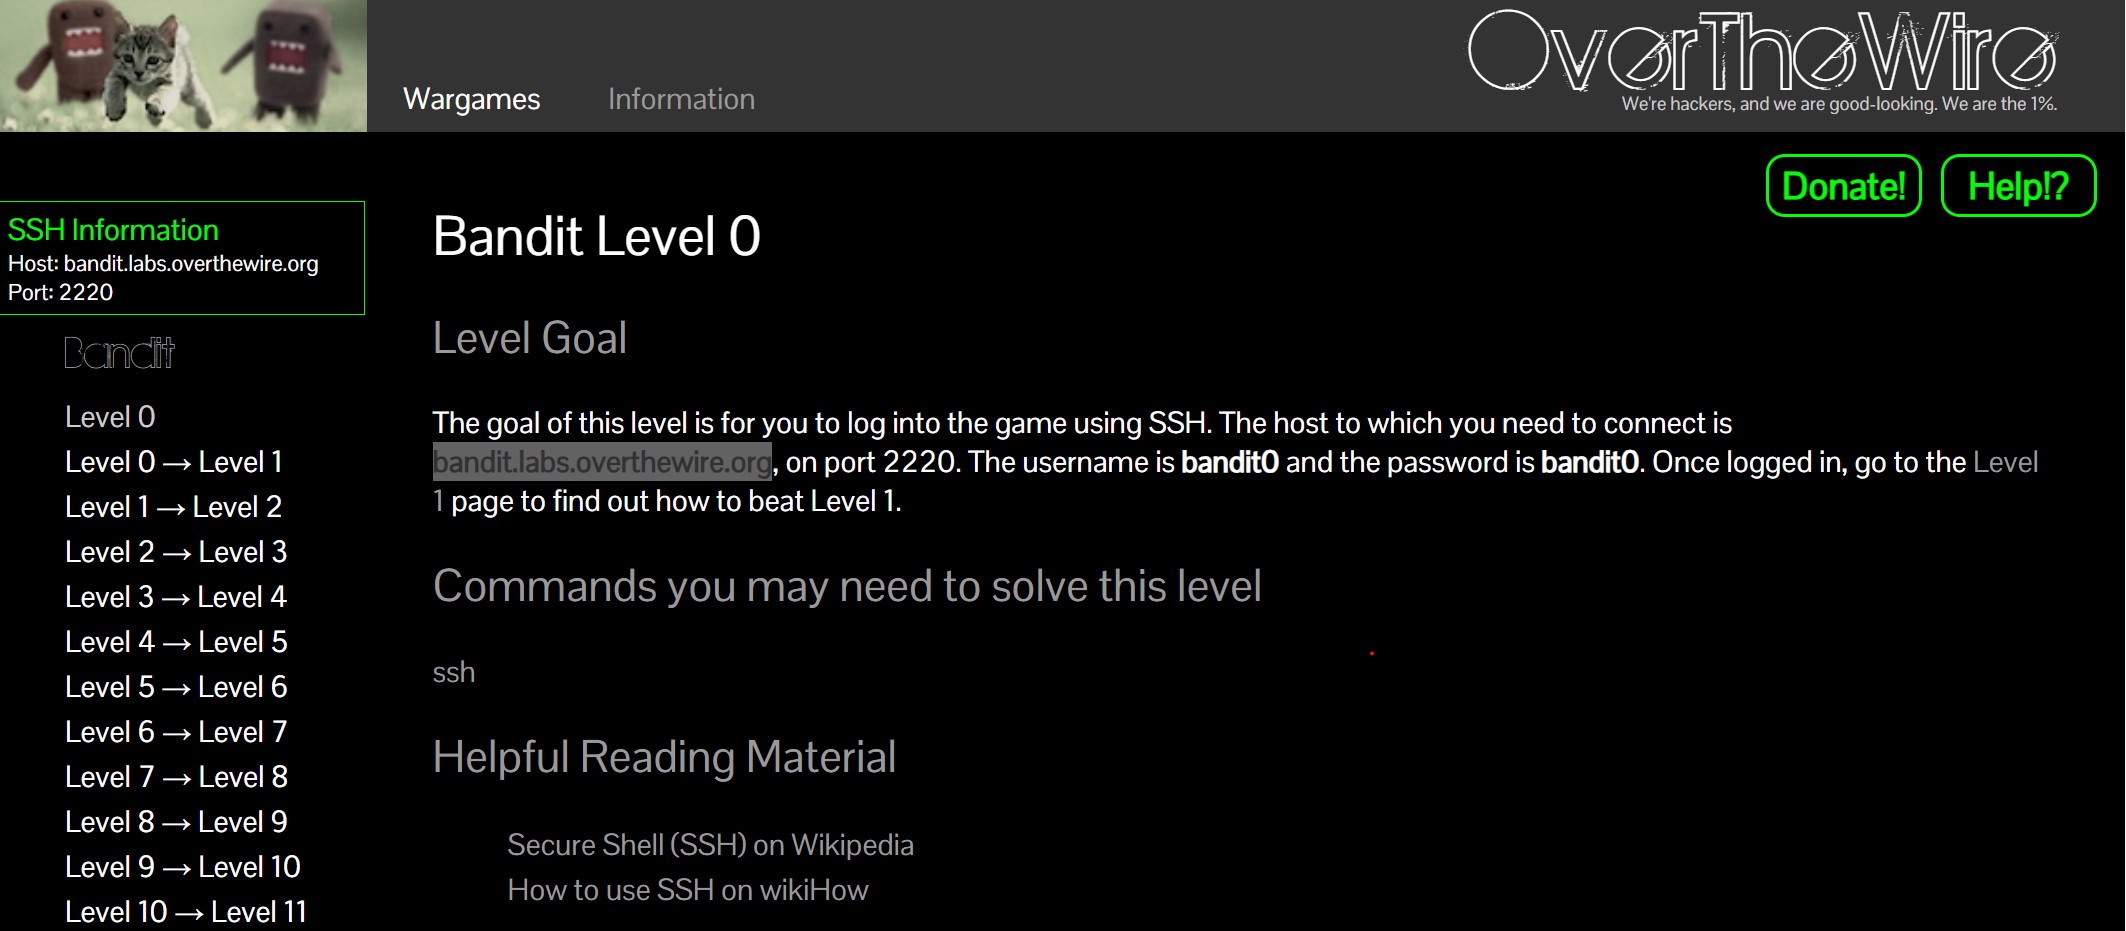 OverTheWire
We're hackers, and we are good-looking. We are the 1%.
Wargames Information
Donate! Help!?
SSH Information
Host: bandit.labs.overthewire.org
Port: 2220
Bandit
Level 0
Level 0 → Level 1
Level 1 → Level 2
Level 2 → Level 3
Level 3 → Level 4
Level 4 → Level 5
Level 5 → Level 6
Level 6 → Level 7
Level 7 → Level 8
Level 8 → Level 9
Level 9 → Level 10
Level 10 → Level 11
Bandit Level 0
Level Goal
The goal of this level is for you to log into the game using SSH. The host to which you need to connect is
bandit.labs.overthewire.org, on port 2220. The username is bandit0 and the password is bandit0. Once logged in, go to the Level
1 page to find out how to beat Level 1.
Commands you may need to solve this level
ssh
Helpful Reading Material
Secure Shell (SSH) on Wikipedia
How to use SSH on wikiHow